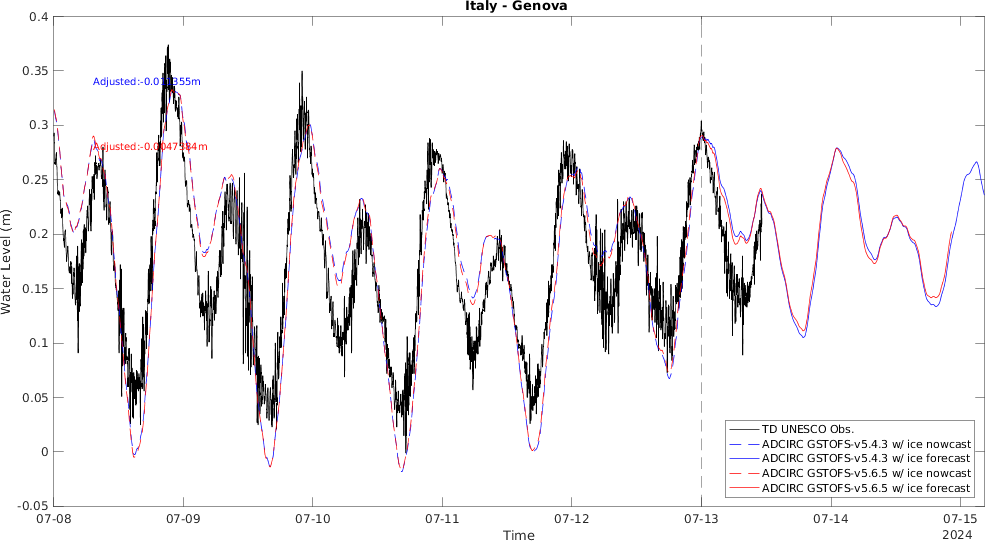 Italy - Genova
0.4
0.35
0.3
0.25
0.2
0.15
0.1
0.05
0
-0.05
Water Level (m)
m
07-08
07-09
07-10
07-11
07-12
07-13
07-14
07-15
2024
Time
TD UNESCO Obs.
ADCIRC GSTOFS-v5.4.3 w/ ice nowcast
ADCIRC GSTOFS-v5.4.3 w/ ice forecast
ADCIRC GSTOFS-v5.6.5 w/ ice nowcast
ADCIRC GSTOFS-v5.6.5 w/ ice forecast